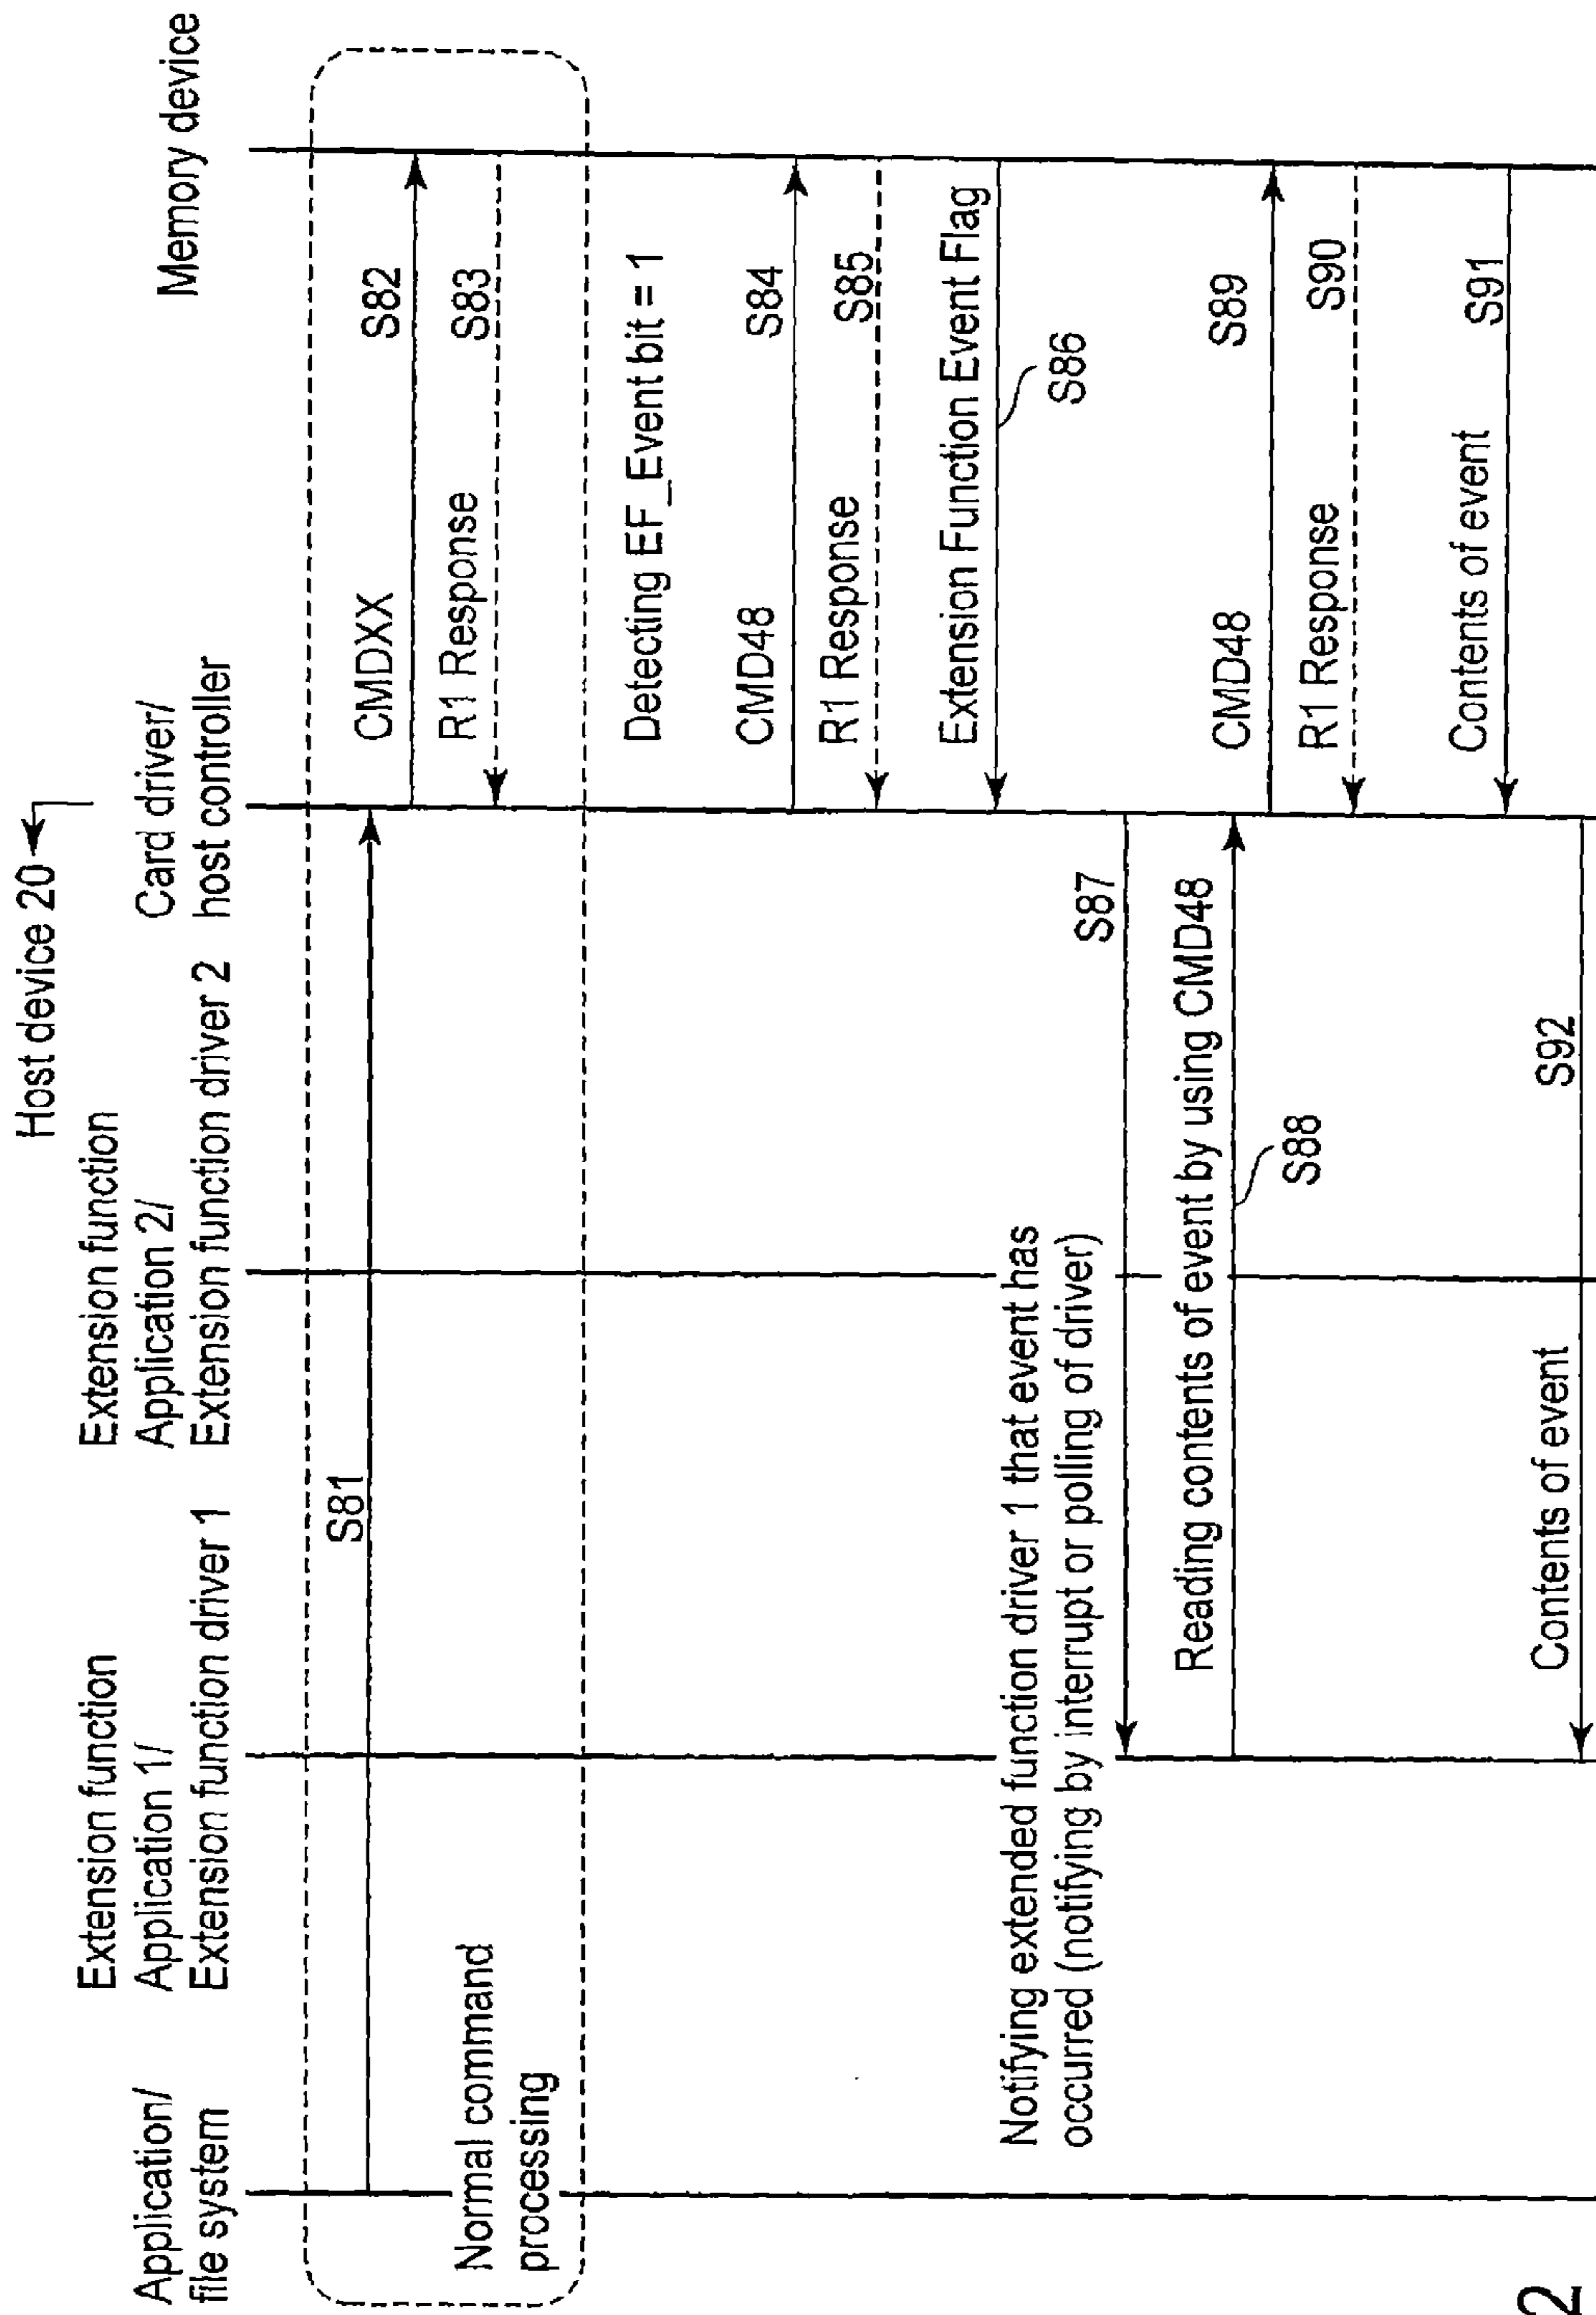 Host device 20
Application/
file system
Extension function
Application 1/
Extension function driver 1
Extension function
Application 2/
Extension function driver 2
Card driver/
host controller
Memory device
S81
Normal command
processing
CMDXX
S82
R1 Response
S83
Detecting EF_Event bit = 1
CMD48
S84
R1 Response
S85
Extension Function Event Flag
S86
Notifying extended function driver 1 that event has
occurred (notifying by interrupt or polling of driver)
S87
Reading contents of event by using CMD48
S88
CMD48
S89
R1 Response
S90
Contents of event
S91
Contents of event
S92
2